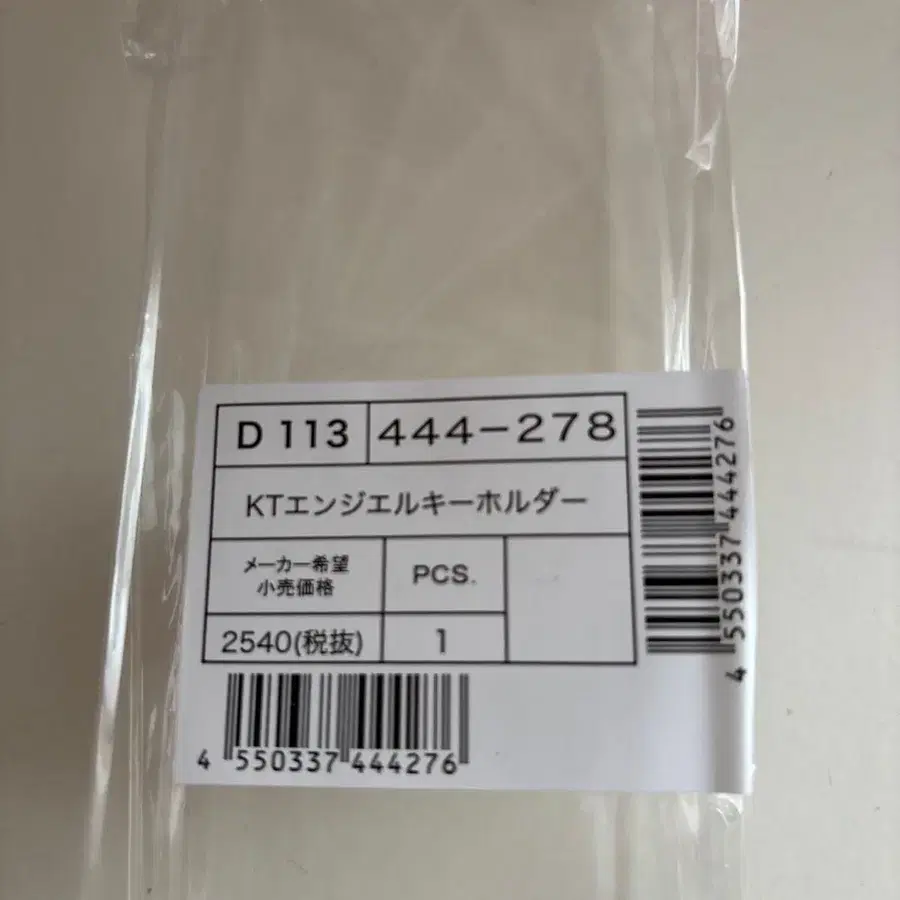 D 113 444-278
KTエンジエルキーホルダー
メーカー希望
小売価格
PCS.
2540(税抜) 1
4 550337 444276
4 550337 444276